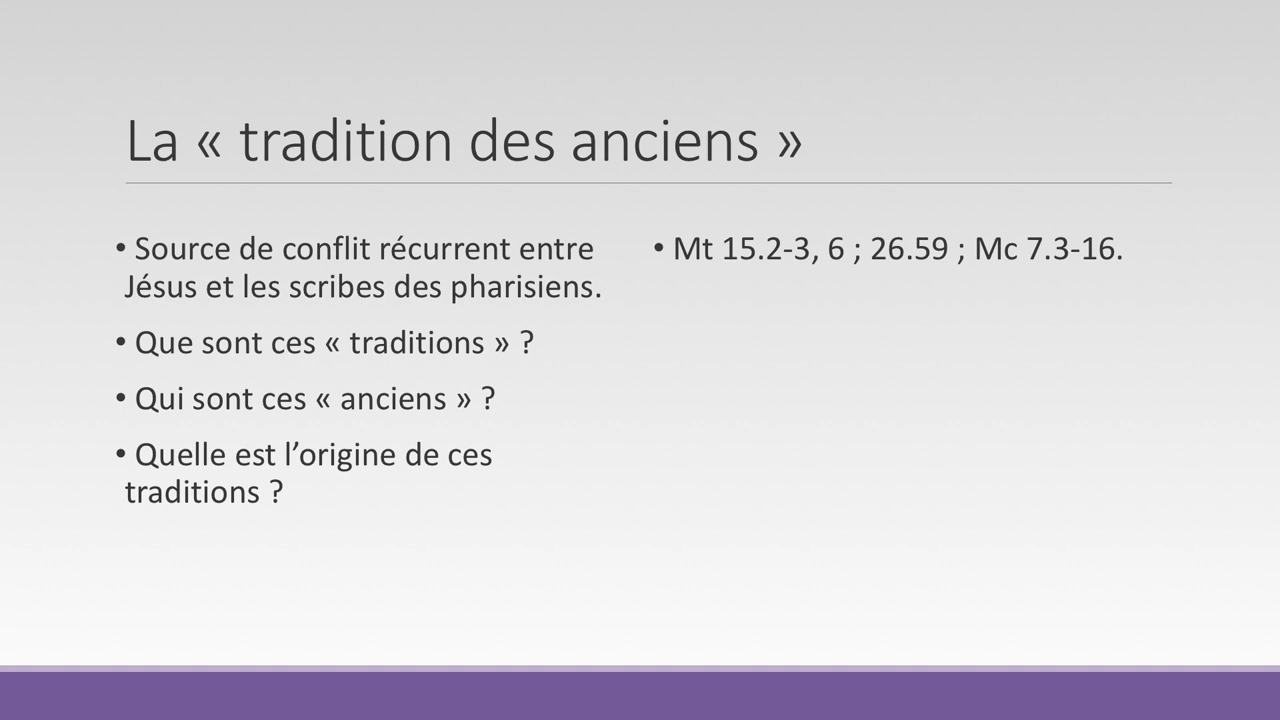 La « tradition des anciens »
• Source de conflit récurrent entre
Jésus et les scribes des pharisiens.
• Que sont ces « traditions » ?
• Qui sont ces « anciens » ?
• Quelle est l’origine de ces
traditions ?
• Mt 15.2-3, 6 ; 26.59 ; Mc 7.3-16.